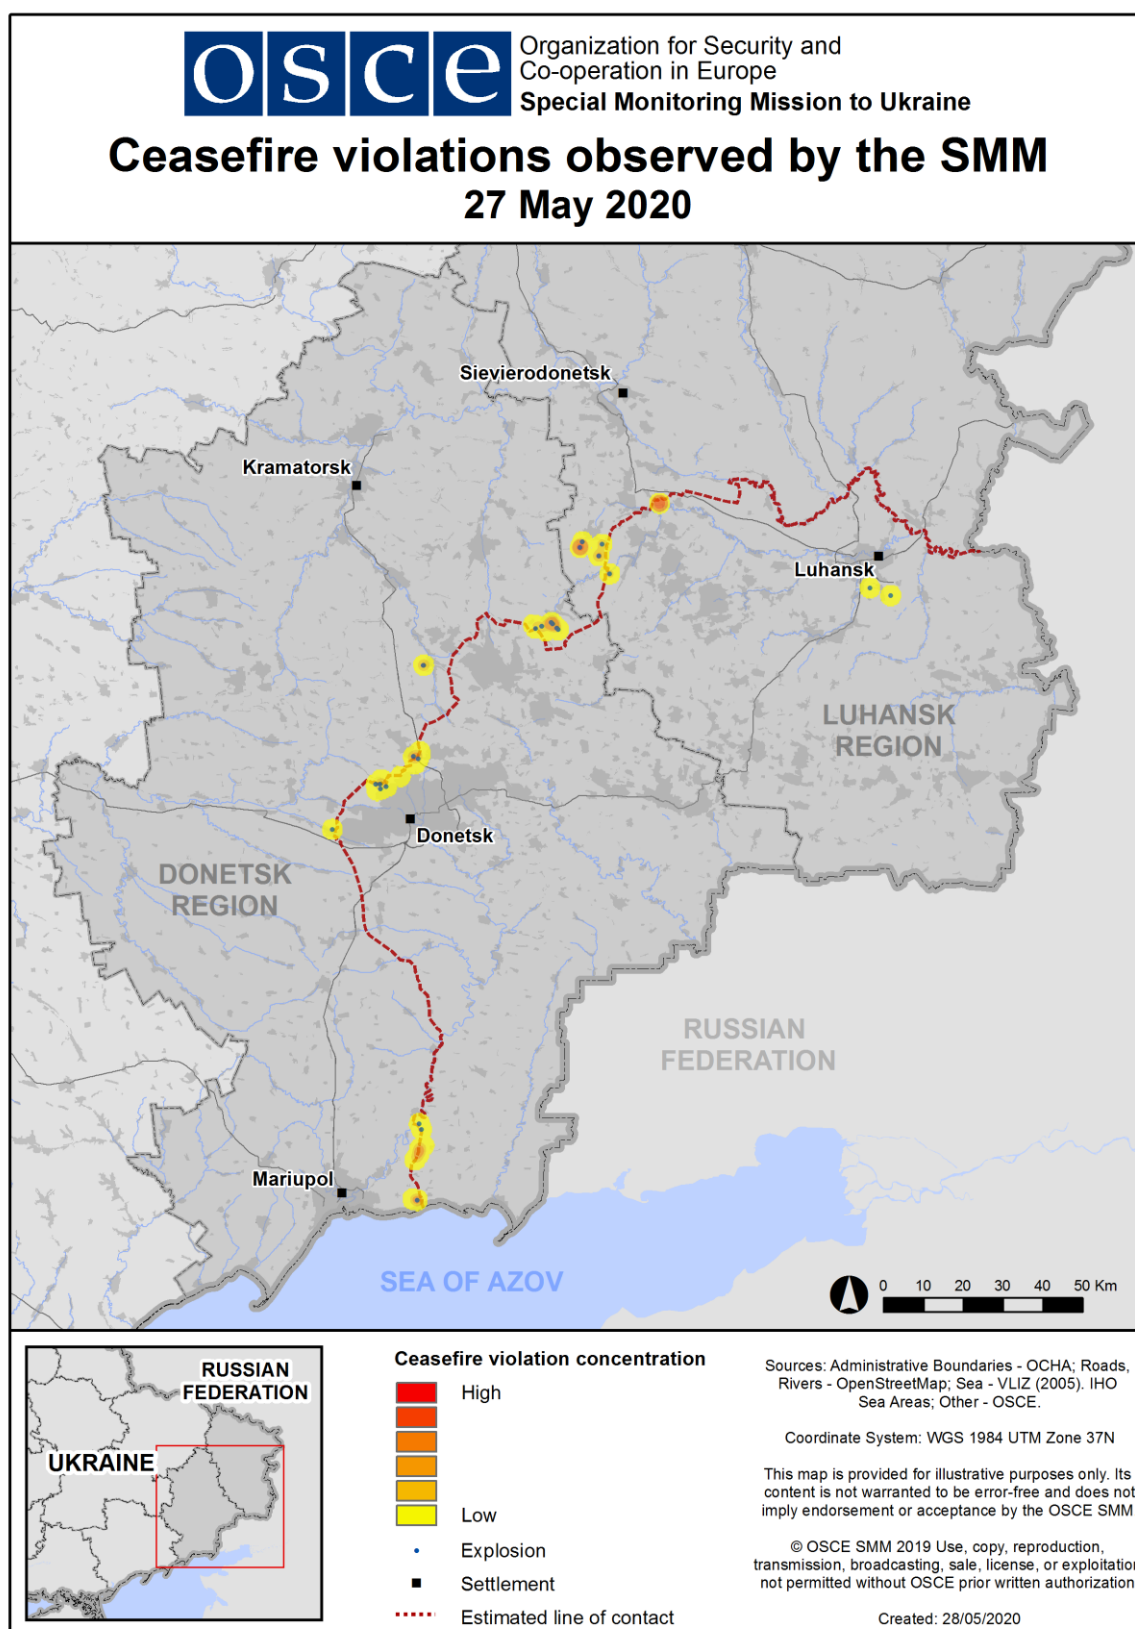 osce
Organization for Security and
Co-operation in Europe
Special Monitoring Mission to Ukraine
Ceasefire violations observed by the SMM
27 May 2020
Sievierodonetsk
Kramatorsk
Luhansk
LUHANSK
REGION
Donetsk
DONETSK
REGION
RUSSIAN
FEDERATION
Mariupol
SEA OF AZOV
0 10 20 30 40 50 Km
RUSSIAN
FEDERATION
UKRAINE
Ceasefire violation concentration
High
Low
Explosion
Settlement
Estimated line of contact
Sources: Administrative Boundaries - OCHA; Roads,
Rivers - OpenStreetMap; Sea - VLIZ (2005). IHO
Sea Areas; Other - OSCE.
Coordinate System: WGS 1984 UTM Zone 37N
This map is provided for illustrative purposes only. Its
content is not warranted to be error-free and does not
imply endorsement or acceptance by the OSCE SMM
© OSCE SMM 2019 Use, copy, reproduction,
transmission, broadcasting, sale, license, or exploitation
not permitted without OSCE prior written authorization
Created: 28/05/2020